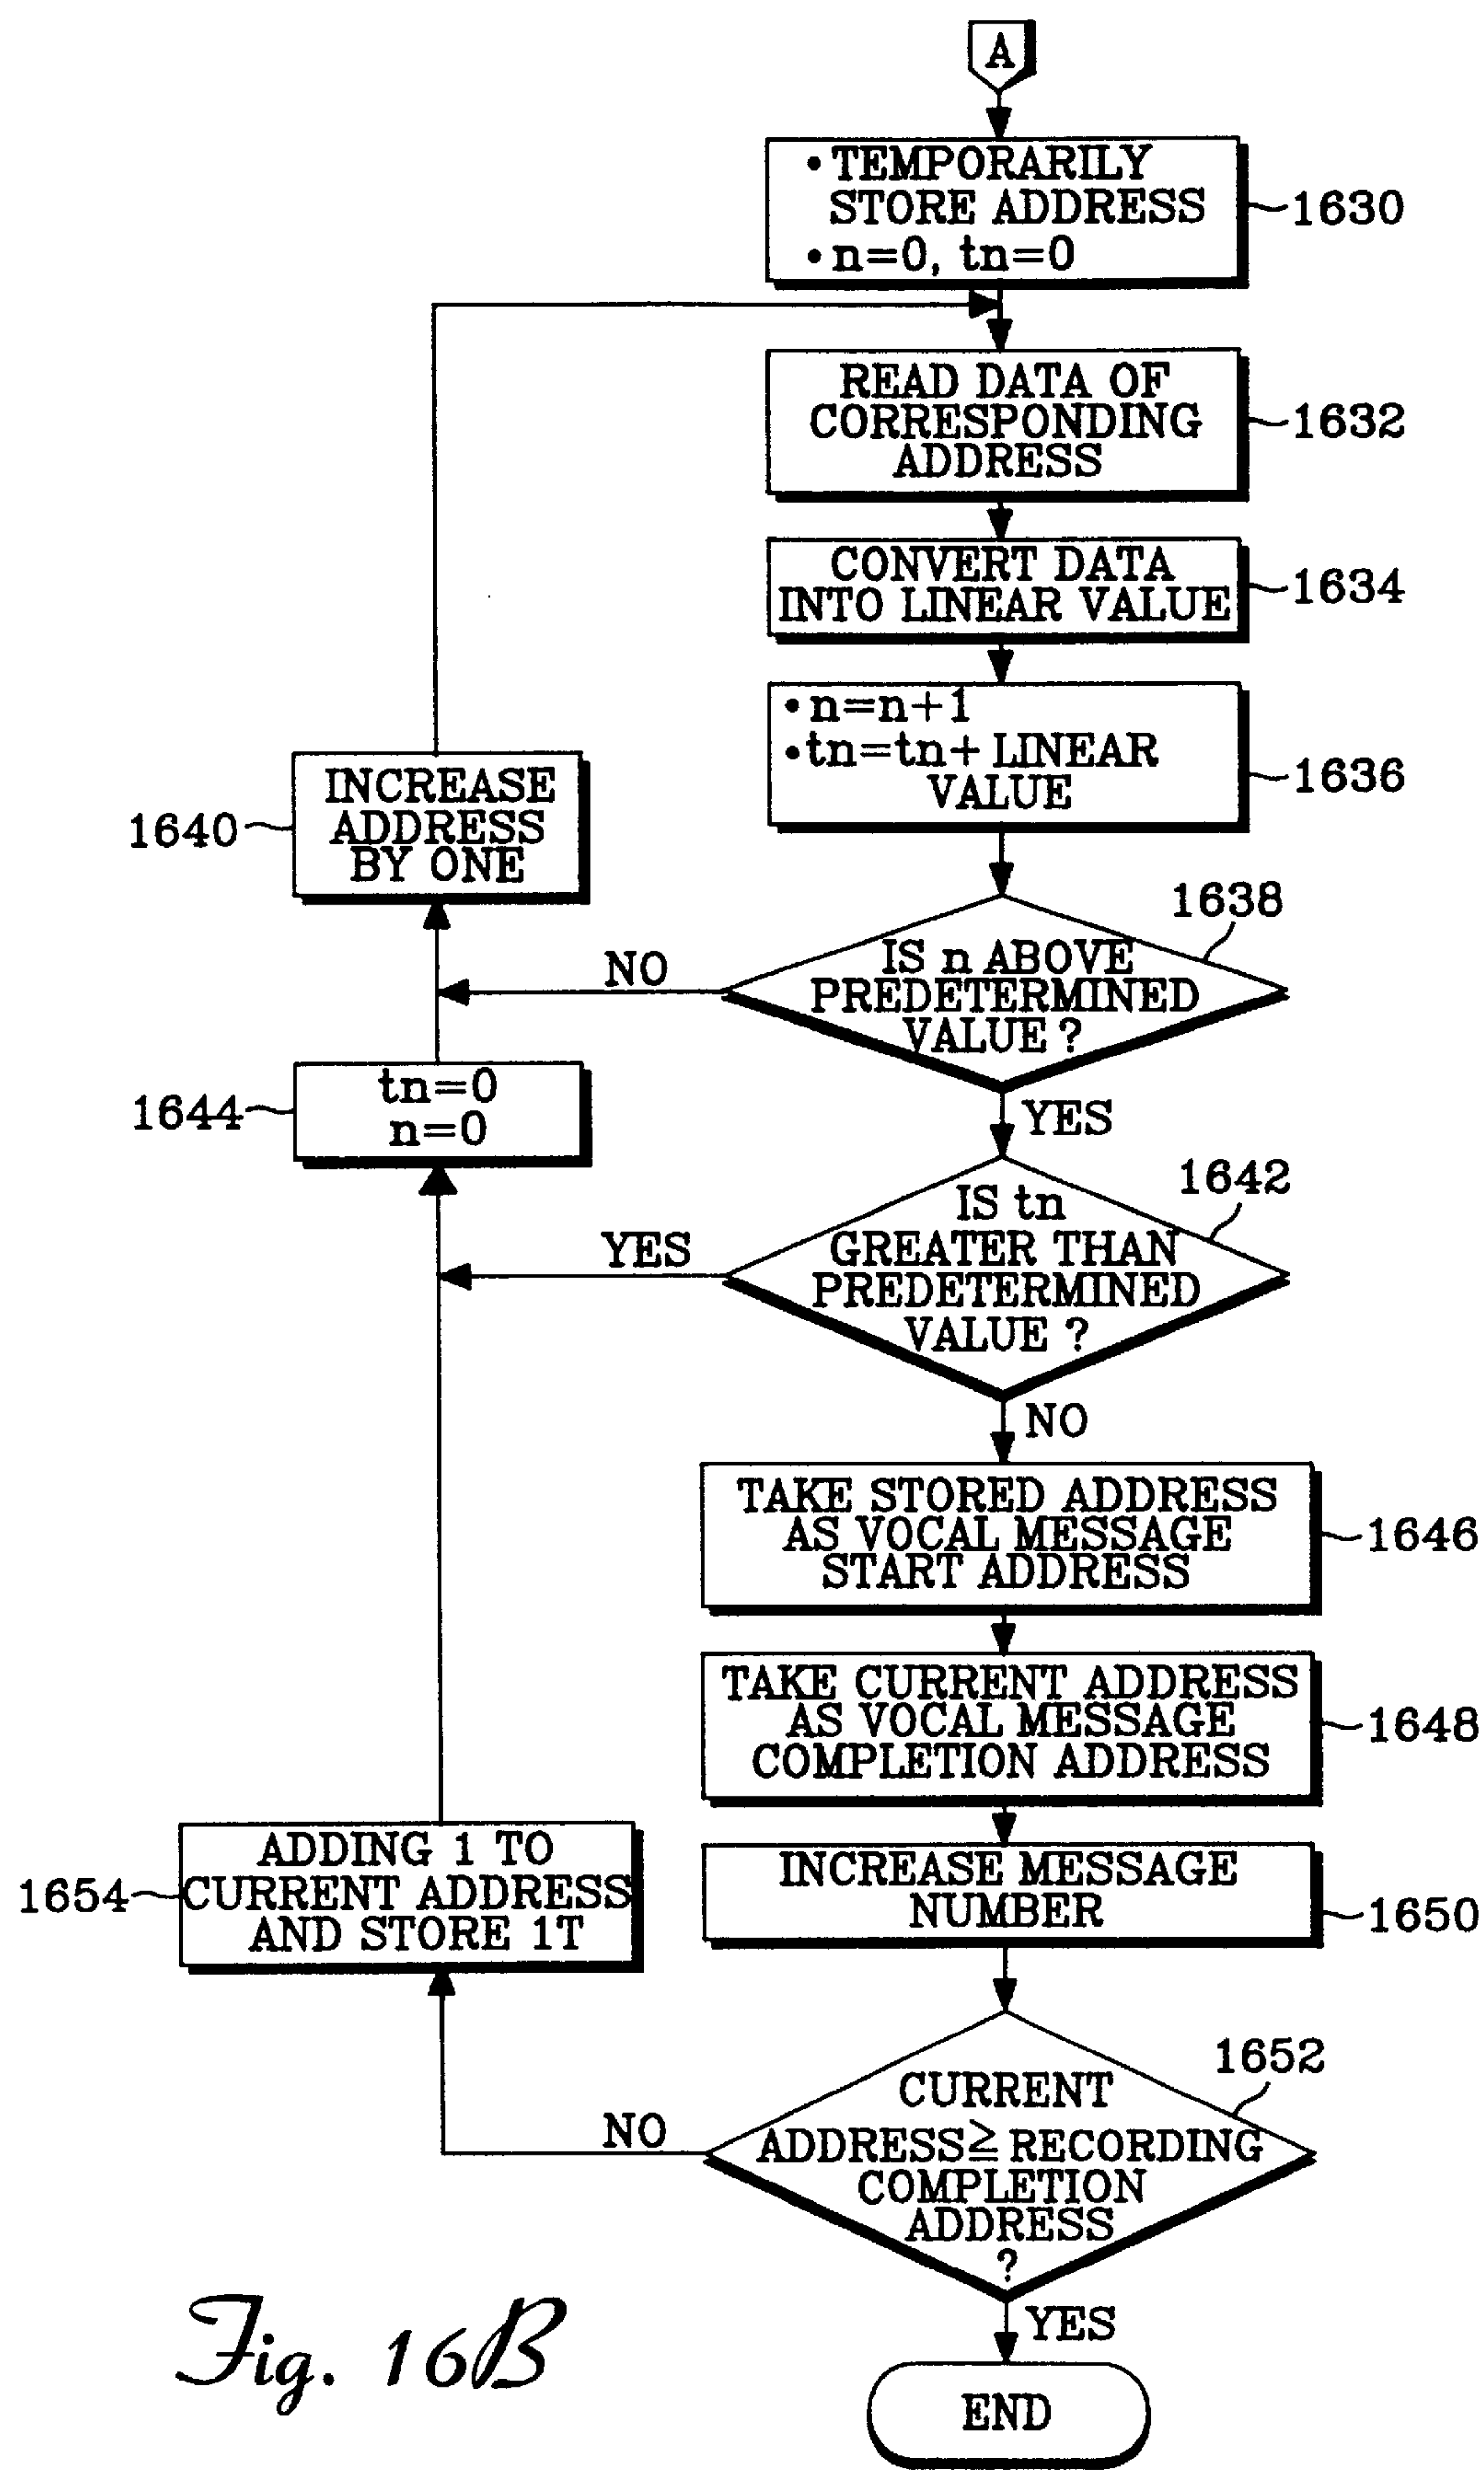 A
• TEMPORARILY
STORE ADDRESS
• n=0, tn=0
1630
READ DATA OF
CORRESPONDING
ADDRESS
1632
CONVERT DATA
INTO LINEAR VALUE
1634
• n=n+1
• tn=tn+ LINEAR
VALUE
1636
INCREASE
ADDRESS
BY ONE
1640
1638
IS n ABOVE
PREDETERMINED
VALUE ?
NO
YES
tn=0
n=0
1644
1642
IS tn
GREATER THAN
PREDETERMINED
VALUE ?
YES
NO
TAKE STORED ADDRESS
AS VOCAL MESSAGE
START ADDRESS
1646
TAKE CURRENT ADDRESS
AS VOCAL MESSAGE
COMPLETION ADDRESS
1648
INCREASE MESSAGE
NUMBER
1650
ADDING 1 TO
CURRENT ADDRESS
AND STORE 1T
1654
1652
CURRENT
ADDRESS≧RECORDING
COMPLETION
ADDRESS
?
NO
YES
END
Fig. 16B